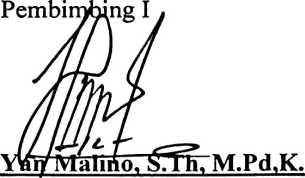 Pembimbing I
Yan Malino, S.Th, M.Pd,K.